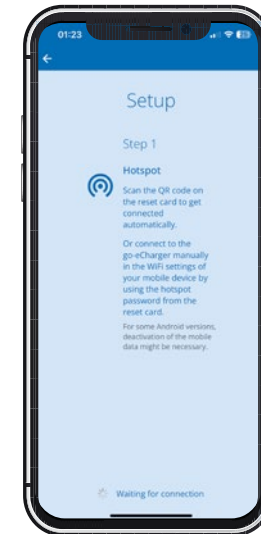 01:23
Setup
Step 1
Hotspot
Scan the QR code on
the reset card to get
connected
automatically.
Or connect to the
go-eCharger manually
in the WiFi settings of
your mobile device by
using the hotspot
password from the
reset card.
For some Android versions,
deactivation of the mobile
data might be necessary.
Waiting for connection